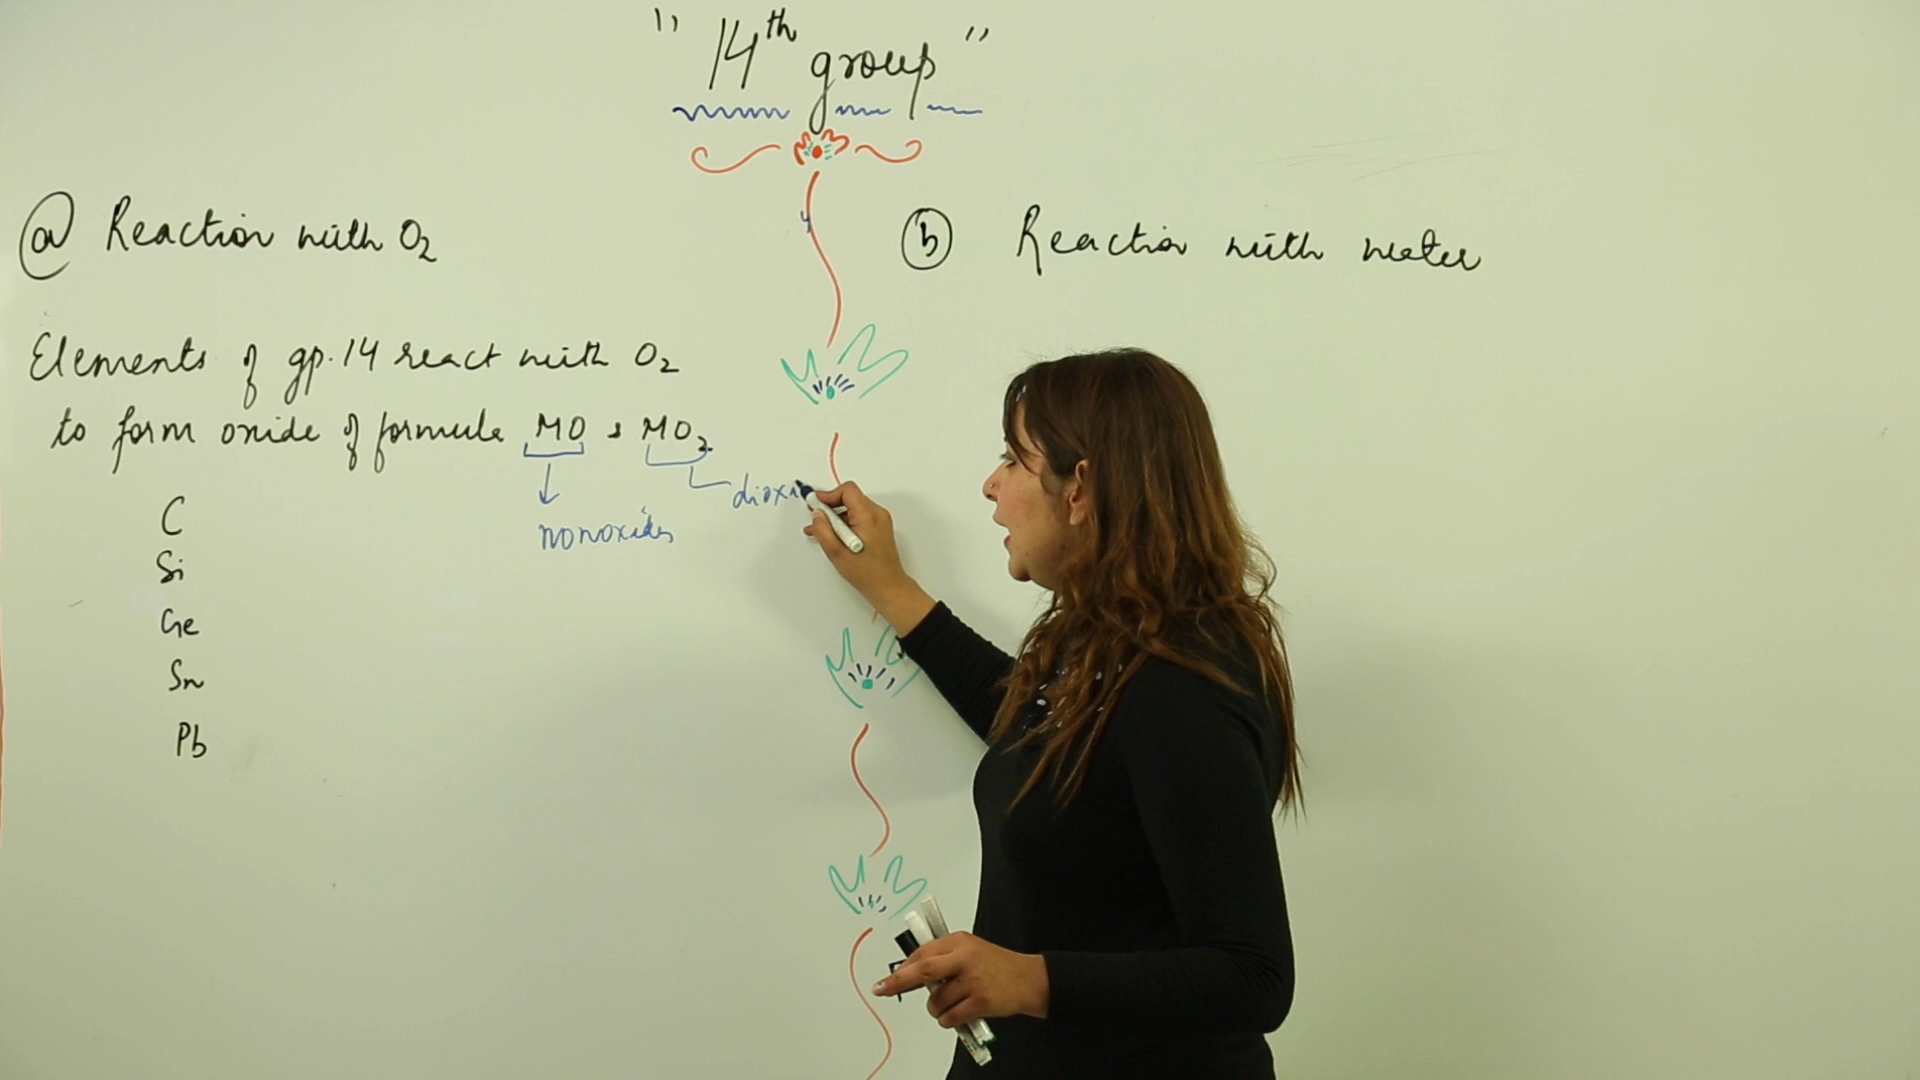 " 14th group "
(a) Reaction with O2
Elements of gp. 14 react with O2
to form oxide of formula MO & MO2
dioxi
monoxides
C
Si
Ge
Sn
Pb
(b) Reaction with water